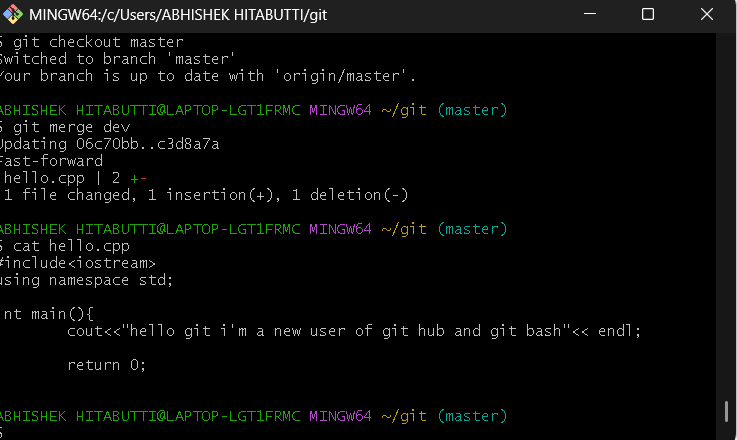 MINGW64:/c/Users/ABHISHEK HITABUTTI/git
$ git checkout master
Switched to branch 'master'
Your branch is up to date with 'origin/master'.
ABHISHEK HITABUTTI@LAPTOP-LGT1FRMC MINGW64 ~/git (master)
$ git merge dev
Updating 06c70bb..c3d8a7a
Fast-forward
hello.cpp | 2 +-
1 file changed, 1 insertion(+), 1 deletion(-)
ABHISHEK HITABUTTI@LAPTOP-LGT1FRMC MINGW64 ~/git (master)
$ cat hello.cpp
#include<iostream>
using namespace std;
int main(){
cout<<"hello git i'm a new user of git hub and git bash"<< endl;
return 0;
ABHISHEK HITABUTTI@LAPTOP-LGT1FRMC MINGW64 ~/git (master)
$